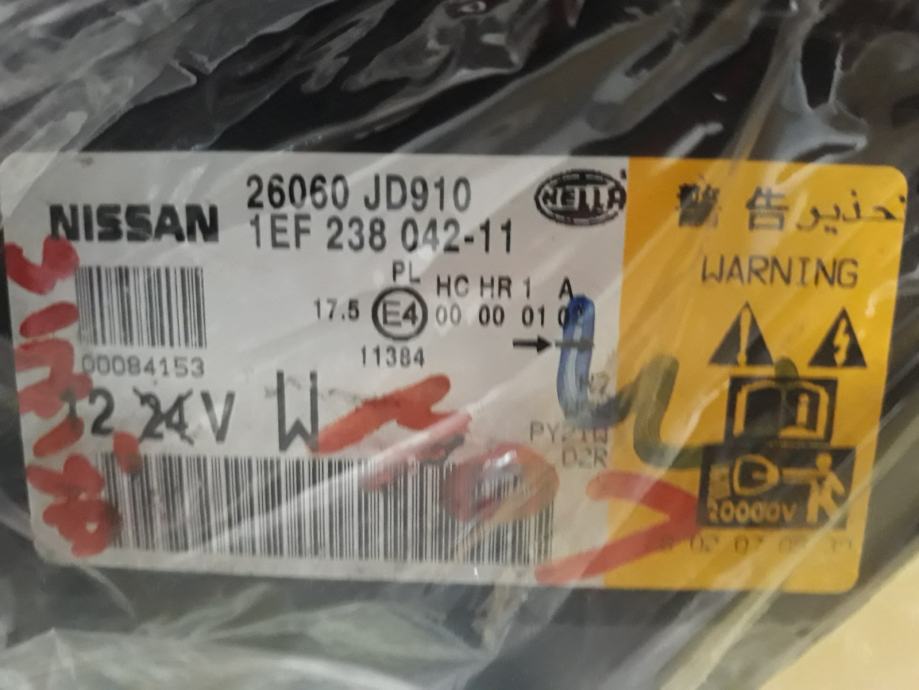 NISSAN
26060 JD910
1EF 238 042-11
HELLA
PL HC HR 1 A
17.5 E4 00 00 01
11384
00084153
12 24 V W
PY21W
D2R
警告 تحذير
WARNING
20000V